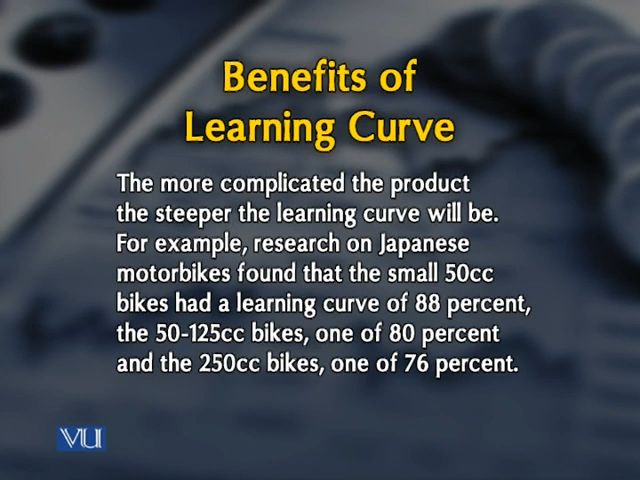 Benefits of
Learning Curve
The more complicated the product
the steeper the learning curve will be.
For example, research on Japanese
motorbikes found that the small 50cc
bikes had a learning curve of 88 percent,
the 50-125cc bikes, one of 80 percent
and the 250cc bikes, one of 76 percent.
VU